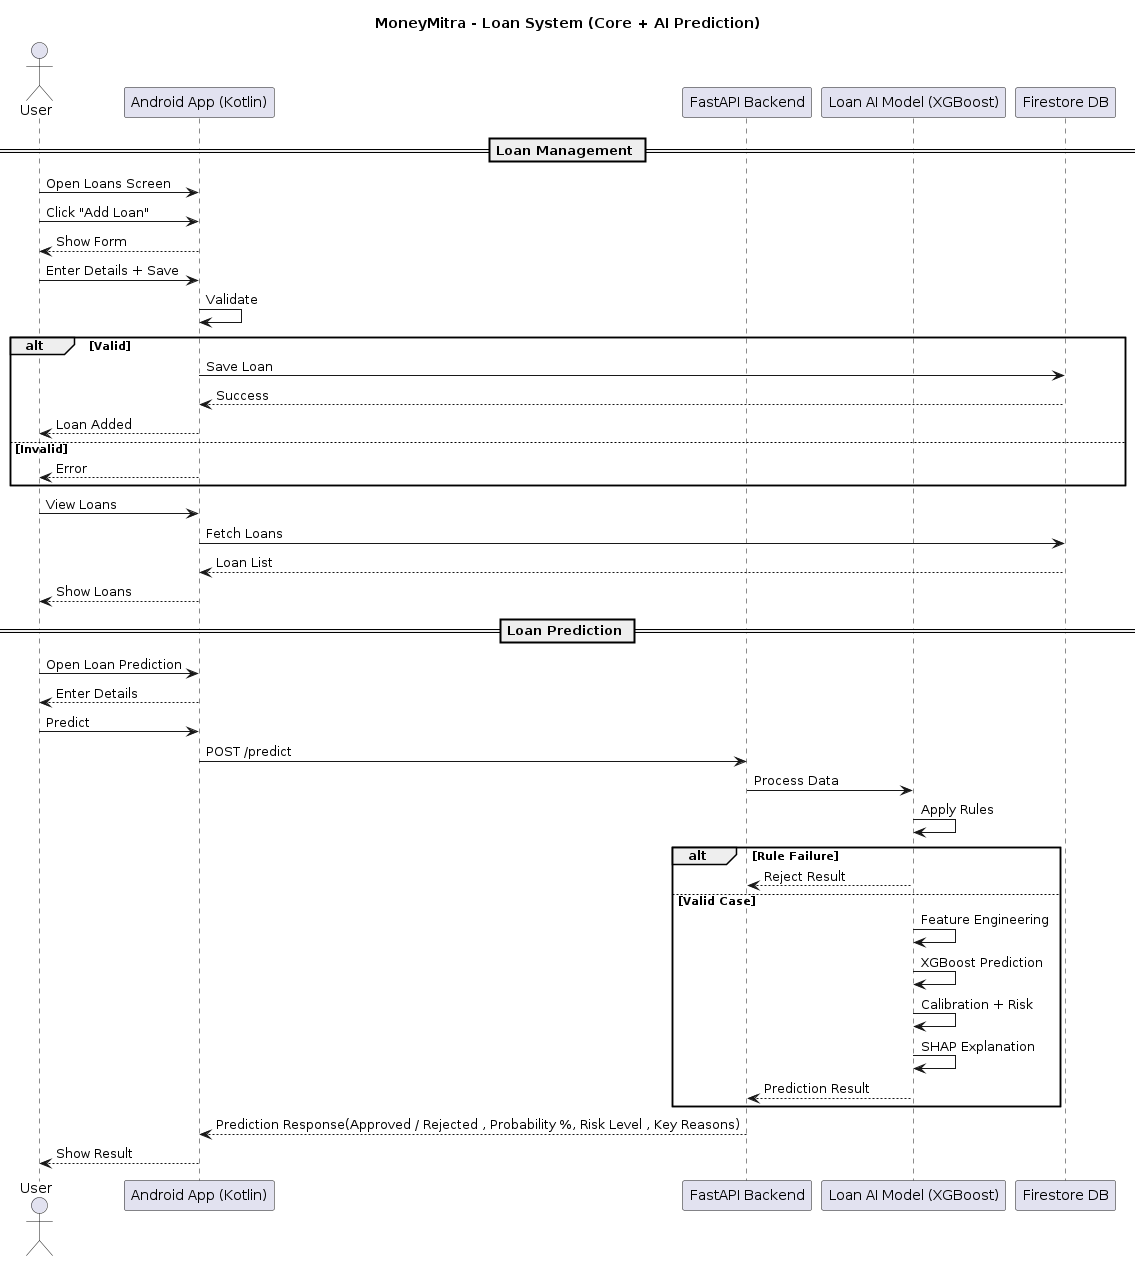 MoneyMitra - Loan System (Core + AI Prediction)
User
Android App (Kotlin)
FastAPI Backend
Loan AI Model (XGBoost)
Firestore DB
Loan Management
Open Loans Screen
Click "Add Loan"
Show Form
Enter Details + Save
Validate
alt [Valid]
Save Loan
Success
Loan Added
[Invalid]
Error
View Loans
Fetch Loans
Loan List
Show Loans
Loan Prediction
Open Loan Prediction
Enter Details
Predict
POST /predict
Process Data
Apply Rules
alt [Rule Failure]
Reject Result
[Valid Case]
Feature Engineering
XGBoost Prediction
Calibration + Risk
SHAP Explanation
Prediction Result
Prediction Response(Approved / Rejected , Probability %, Risk Level , Key Reasons)
Show Result
User
Android App (Kotlin)
FastAPI Backend
Loan AI Model (XGBoost)
Firestore DB